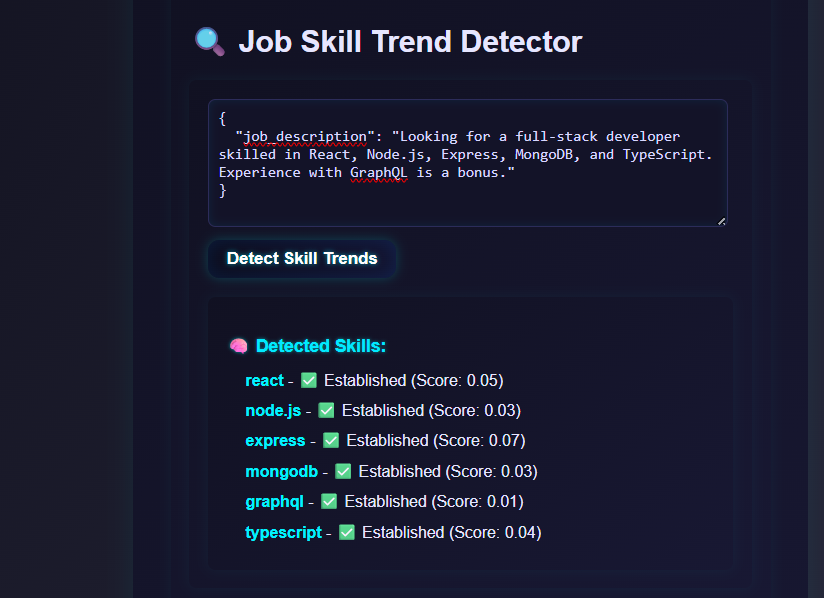 🔍 Job Skill Trend Detector
{
  "job_description": "Looking for a full-stack developer
skilled in React, Node.js, Express, MongoDB, and TypeScript.
Experience with GraphQL is a bonus."
}
Detect Skill Trends
🧠 Detected Skills:
react - ✅ Established (Score: 0.05)
node.js - ✅ Established (Score: 0.03)
express - ✅ Established (Score: 0.07)
mongodb - ✅ Established (Score: 0.03)
graphql - ✅ Established (Score: 0.01)
typescript - ✅ Established (Score: 0.04)